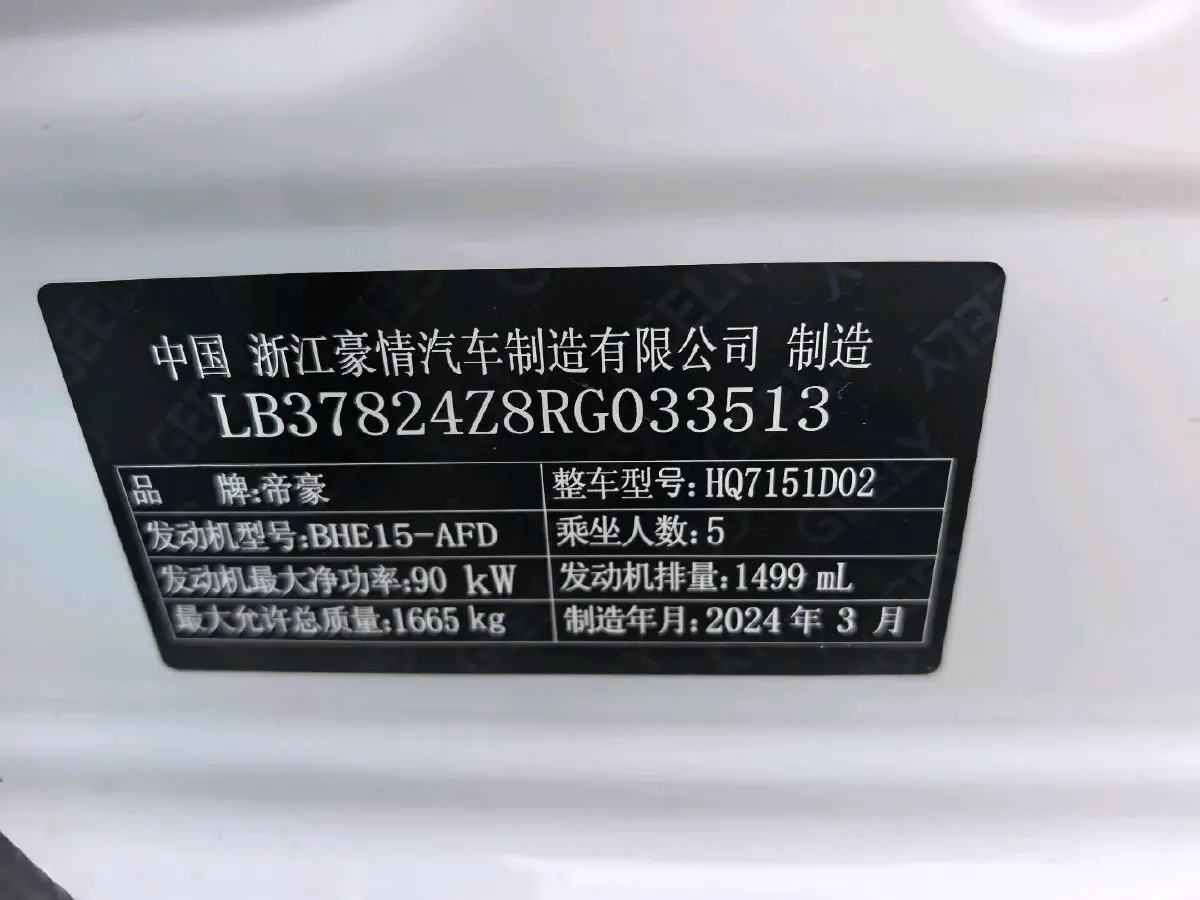 中国 浙江豪情汽车制造有限公司 制造
LB37824Z8RG033513
品 牌:帝豪 整车型号:HQ7151D02
发动机型号:BHE15-AFD 乘坐人数:5
发动机最大净功率:90 kW 发动机排量:1499 mL
最大允许总质量:1665 kg 制造年月:2024 年 3 月
GEELY